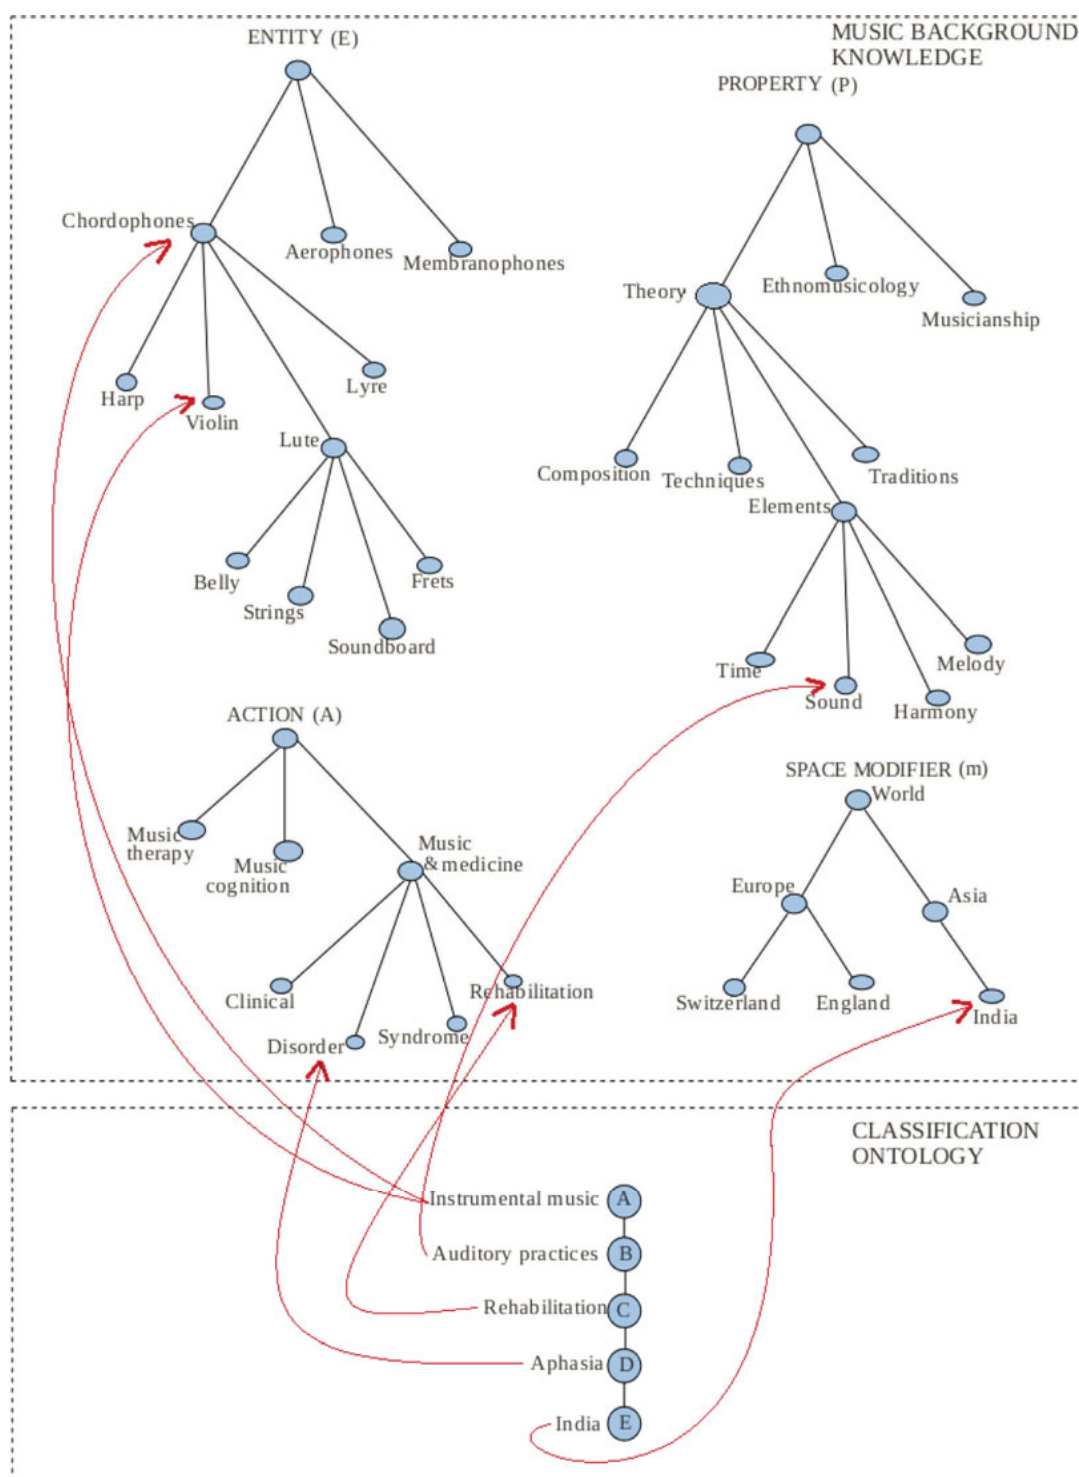 MUSIC BACKGROUND
KNOWLEDGE
ENTITY (E)
Chordophones
Aerophones
Membranophones
Harp
Violin
Lyre
Lute
Belly
Strings
Frets
Soundboard
PROPERTY (P)
Theory
Ethnomusicology
Musicianship
Composition
Techniques
Traditions
Elements
Time
Sound
Harmony
Melody
ACTION (A)
Music
therapy
Music
cognition
Music
& medicine
Clinical
Disorder
Syndrome
Rehabilitation
SPACE MODIFIER (m)
World
Europe
Asia
Switzerland
England
India
CLASSIFICATION
ONTOLOGY
Instrumental music A
Auditory practices B
Rehabilitation C
Aphasia D
India E